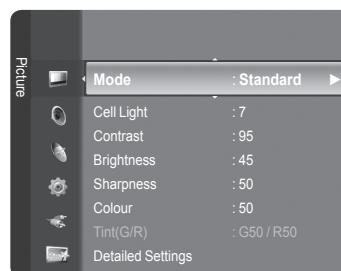 Picture
Mode : Standard
Cell Light : 7
Contrast : 95
Brightness : 45
Sharpness : 50
Colour : 50
Tint(G/R) : G50 / R50
Detailed Settings